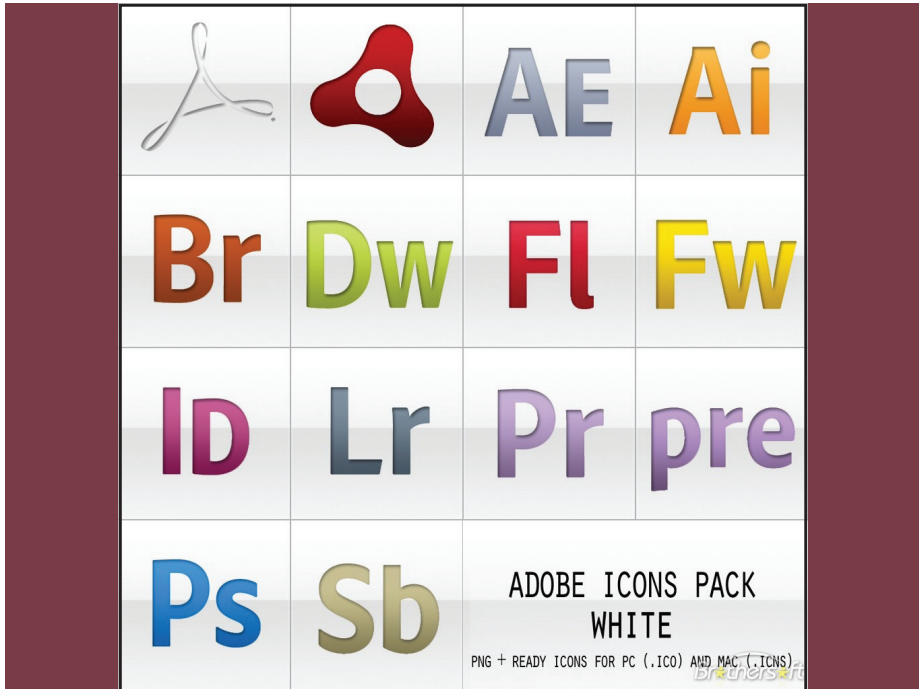 AE Ai
Br Dw Fl Fw
ID Lr Pr pre
Ps Sb
ADOBE ICONS PACK
WHITE
PNG + READY ICONS FOR PC (.ICO) AND MAC (.ICNS)
Brothersoft